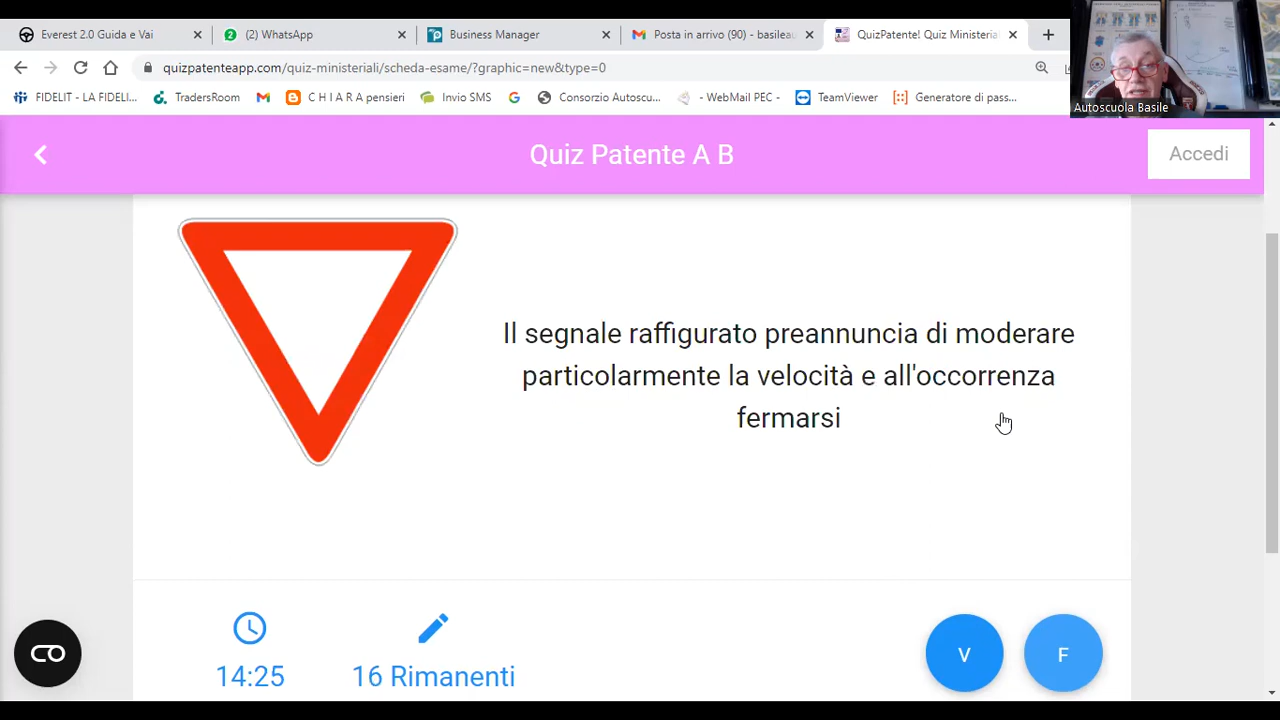 Everest 2.0 Guida e Vai
(2) WhatsApp
Business Manager
Posta in arrivo (90) - basilea
QuizPatente! Quiz Ministeria
quizpatenteapp.com/quiz-ministeriali/scheda-esame/?graphic=new&type=0
FIDELIT - LA FIDELI...
TradersRoom
C H I A R A pensieri
Invio SMS
Consorzio Autoscu...
- WebMail PEC -
TeamViewer
Generatore di pass...
Autoscuola Basile
Quiz Patente A B
Accedi
Il segnale raffigurato preannuncia di moderare
particolarmente la velocità e all'occorrenza
fermarsi
14:25
16 Rimanenti
V
F